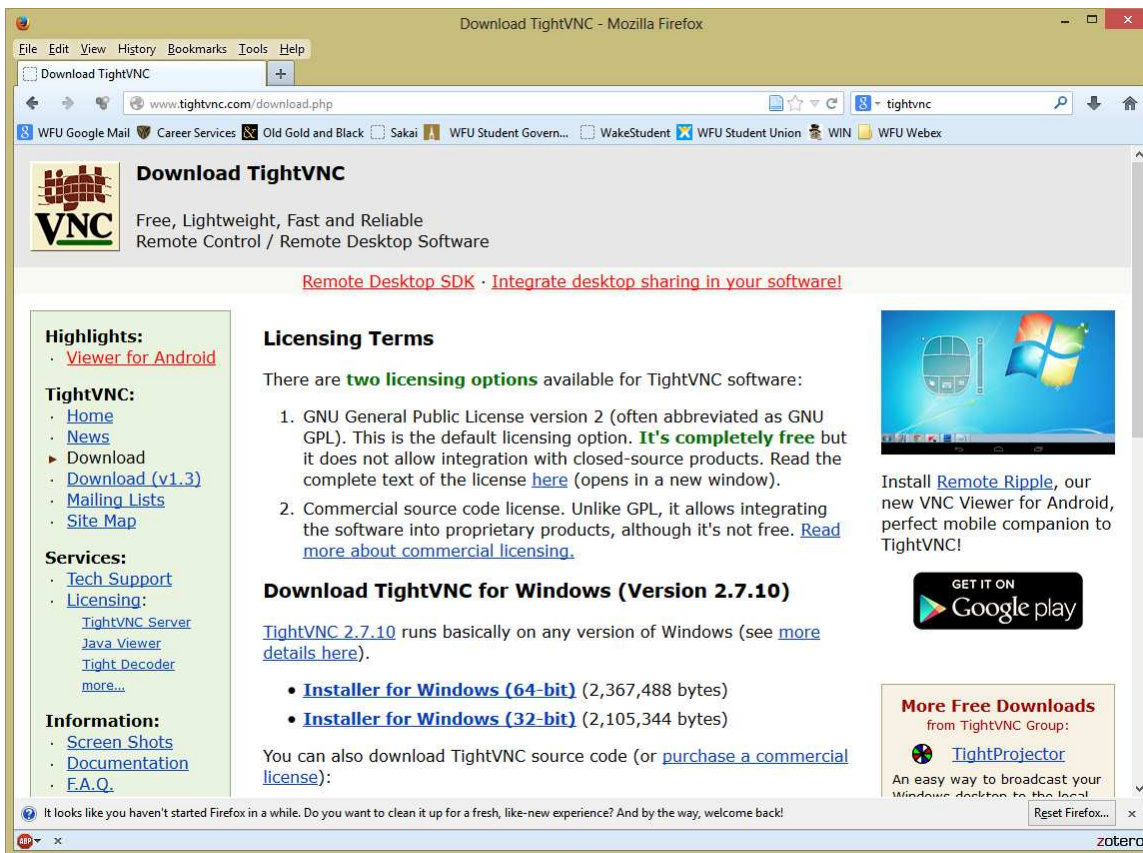 Download TightVNC - Mozilla Firefox
File Edit View History Bookmarks Tools Help
Download TightVNC
www.tightvnc.com/download.php
tightvnc
WFU Google Mail Career Services Old Gold and Black Sakai WFU Student Govern... WakeStudent WFU Student Union WIN WFU Webex
tight
VNC
Download TightVNC
Free, Lightweight, Fast and Reliable
Remote Control / Remote Desktop Software
Remote Desktop SDK · Integrate desktop sharing in your software!
Highlights:
· Viewer for Android
TightVNC:
· Home
· News
Download
· Download (v1.3)
· Mailing Lists
· Site Map
Services:
· Tech Support
· Licensing:
TightVNC Server
Java Viewer
Tight Decoder
more...
Information:
· Screen Shots
· Documentation
· F.A.Q.
Licensing Terms
There are two licensing options available for TightVNC software:
1. GNU General Public License version 2 (often abbreviated as GNU
GPL). This is the default licensing option. It's completely free but
it does not allow integration with closed-source products. Read the
complete text of the license here (opens in a new window).
2. Commercial source code license. Unlike GPL, it allows integrating
the software into proprietary products, although it's not free. Read
more about commercial licensing.
Download TightVNC for Windows (Version 2.7.10)
TightVNC 2.7.10 runs basically on any version of Windows (see more
details here).
• Installer for Windows (64-bit) (2,367,488 bytes)
• Installer for Windows (32-bit) (2,105,344 bytes)
You can also download TightVNC source code (or purchase a commercial
license):
Install Remote Ripple, our
new VNC Viewer for Android,
perfect mobile companion to
TightVNC!
GET IT ON
Google play
More Free Downloads
from TightVNC Group:
TightProjector
An easy way to broadcast your
Windows desktop to the local
It looks like you haven't started Firefox in a while. Do you want to clean it up for a fresh, like-new experience? And by the way, welcome back!
Reset Firefox...
ABP
zotero